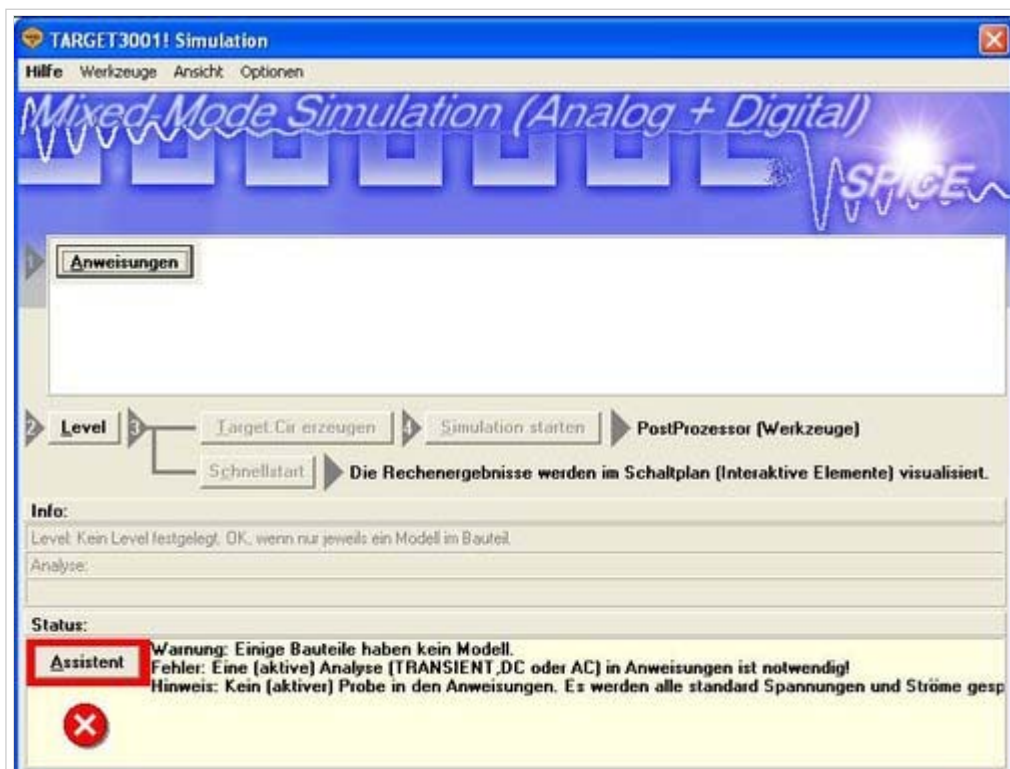 TARGET3001! Simulation
Hilfe Werkzeuge Ansicht Optionen
Mixed-Mode Simulation (Analog + Digital)
SPICE
1 Anweisungen
2 Level 3 Target.Cir erzeugen 4 Simulation starten PostProzessor (Werkzeuge)
Schnellstart Die Rechenergebnisse werden im Schaltplan (Interaktive Elemente) visualisiert.
Info:
Level: Kein Level festgelegt. OK, wenn nur jeweils ein Modell im Bauteil.
Analyse:
Status:
Assistent
Warnung: Einige Bauteile haben kein Modell.
Fehler: Eine (aktive) Analyse (TRANSIENT,DC oder AC) in Anweisungen ist notwendig!
Hinweis: Kein (aktiver) Probe in den Anweisungen. Es werden alle standard Spannungen und Ströme gesp